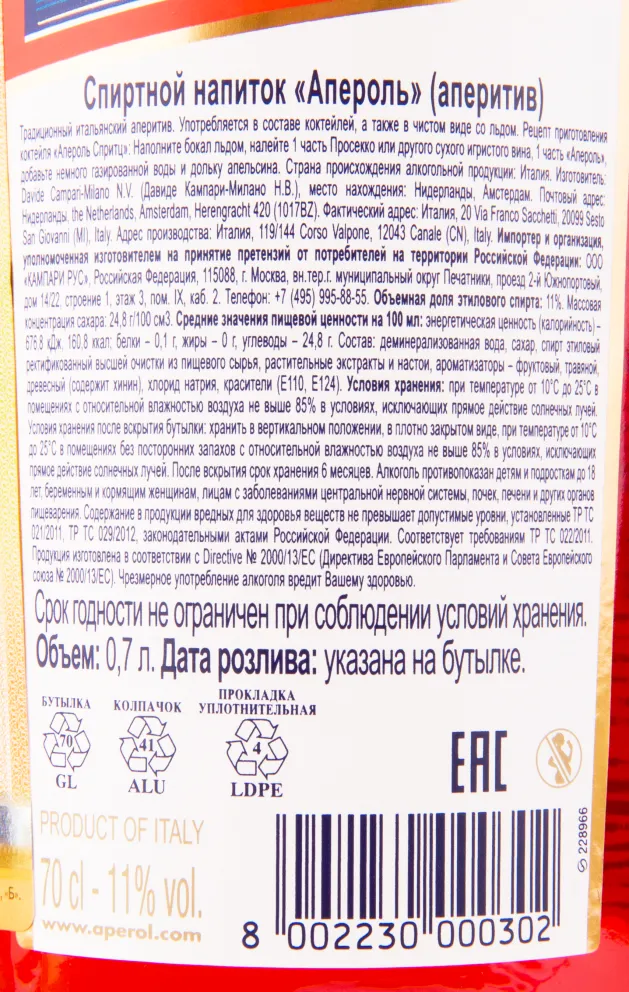 Спиртной напиток «Апероль» (аперитив)
Традиционный итальянский аперитив. Употребляется в составе коктейлей, а также в чистом виде со льдом. Рецепт приготовления
коктейля «Апероль Спритц»: Наполните бокал льдом, налейте 1 часть Просекко или другого сухого игристого вина, 1 часть «Апероль»,
добавьте немного газированной воды и дольку апельсина. Страна происхождения алкогольной продукции: Италия. Изготовитель:
Davide Campari-Milano N.V. (Давиде Кампари-Милано Н.В.), место нахождения: Нидерланды, Амстердам. Почтовый адрес:
Нидерланды, the Netherlands, Amsterdam, Herengracht 420 (1017BZ). Фактический адрес: Италия, 20 Via Franco Sacchetti, 20099 Sesto
San Giovanni (MI), Italy. Адрес производства: Италия, 119/144 Corso Valpone, 12043 Canale (CN), Italy. Импортер и организация,
уполномоченная изготовителем на принятие претензий от потребителей на территории Российской Федерации: ООО
«КАМПАРИ РУС», Российская Федерация, 115088, г. Москва, вн.тер.г. муниципальный округ Печатники, проезд 2-й Южнопортовый,
дом 14/22, строение 1, этаж 3, пом. IX, каб. 2. Телефон: +7 (495) 995-88-55. Объемная доля этилового спирта: 11%. Массовая
концентрация сахара: 24,8 г/100 см3. Средние значения пищевой ценности на 100 мл: энергетическая ценность (калорийность) –
676,8 кДж, 160,8 ккал; белки – 0,1 г, жиры – 0 г, углеводы – 24,8 г. Состав: деминерализованная вода, сахар, спирт этиловый
ректификованный высшей очистки из пищевого сырья, растительные экстракты и настои, ароматизаторы – фруктовый, травяной,
древесный (содержит хинин), хлорид натрия, красители (E110, E124). Условия хранения: при температуре от 10°C до 25°C в
помещениях с относительной влажностью воздуха не выше 85% в условиях, исключающих прямое действие солнечных лучей.
Условия хранения после вскрытия бутылки: хранить в вертикальном положении, в плотно закрытом виде, при температуре от 10°C
до 25°C в помещениях без посторонних запахов с относительной влажностью воздуха не выше 85% в условиях, исключающих
прямое действие солнечных лучей. После вскрытия срок хранения 6 месяцев. Алкоголь противопоказан детям и подросткам до 18
лет, беременным и кормящим женщинам, лицам с заболеваниями центральной нервной системы, почек, печени и других органов
пищеварения. Содержание в продукции вредных для здоровья веществ не превышает допустимые уровни, установленные ТР ТС
021/2011, ТР ТС 029/2012, законодательными актами Российской Федерации. Соответствует требованиям ТР ТС 022/2011.
Продукция изготовлена в соответствии с Directive № 2000/13/EC (Директива Европейского Парламента и Совета Европейского
союза № 2000/13/ЕС). Чрезмерное употребление алкоголя вредит Вашему здоровью.
Срок годности не ограничен при соблюдении условий хранения.
Объем: 0,7 л. Дата розлива: указана на бутылке.
БУТЫЛКА КОЛПАЧОК ПРОКЛАДКА
УПЛОТНИТЕЛЬНАЯ
70 41 4
GL ALU LDPE
EAC
PRODUCT OF ITALY
70 cl - 11% vol.
www.aperol.com
228966
8 002230 000302
, «Б».